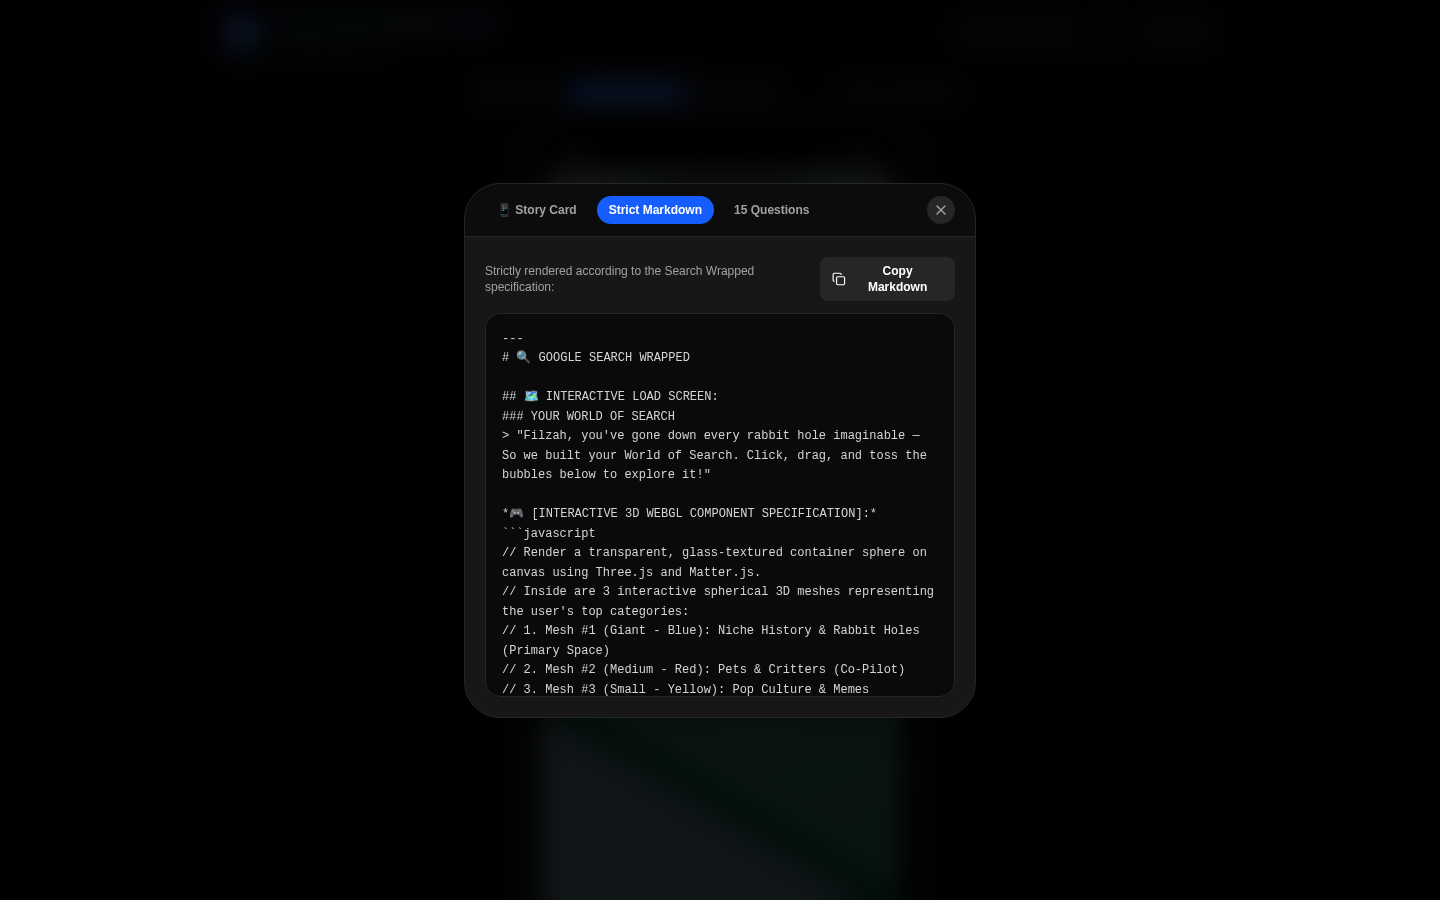 📱 Story Card
Strict Markdown
15 Questions
Strictly rendered according to the Search Wrapped
specification:
Copy
Markdown
---
# 🔍 GOOGLE SEARCH WRAPPED
## 🗺️ INTERACTIVE LOAD SCREEN:
### YOUR WORLD OF SEARCH
> "Filzah, you've gone down every rabbit hole imaginable —
So we built your World of Search. Click, drag, and toss the
bubbles below to explore it!"
*🎮 [INTERACTIVE 3D WEBGL COMPONENT SPECIFICATION]:*
```javascript
// Render a transparent, glass-textured container sphere on
canvas using Three.js and Matter.js.
// Inside are 3 interactive spherical 3D meshes representing
the user's top categories:
// 1. Mesh #1 (Giant - Blue): Niche History & Rabbit Holes
(Primary Space)
// 2. Mesh #2 (Medium - Red): Pets & Critters (Co-Pilot)
// 3. Mesh #3 (Small - Yellow): Pop Culture & Memes